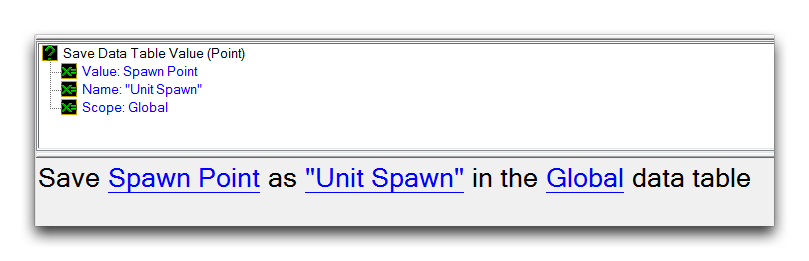 Save Data Table Value (Point)
Value: Spawn Point
Name: "Unit Spawn"
Scope: Global
Save Spawn Point as "Unit Spawn" in the Global data table